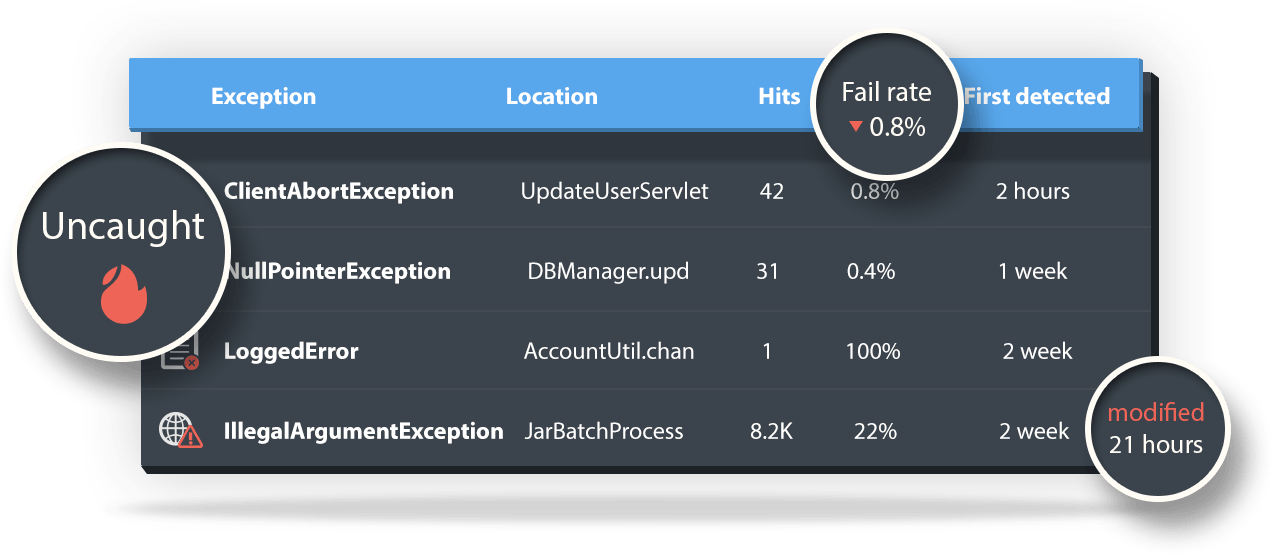 Exception Location Hits Fail rate First detected
▼ 0.8%
Uncaught
ClientAbortException UpdateUserServlet 42 0.8% 2 hours
NullPointerException DBManager.upd 31 0.4% 1 week
LoggedError AccountUtil.chan 1 100% 2 week
IllegalArgumentException JarBatchProcess 8.2K 22% 2 week
modified
21 hours